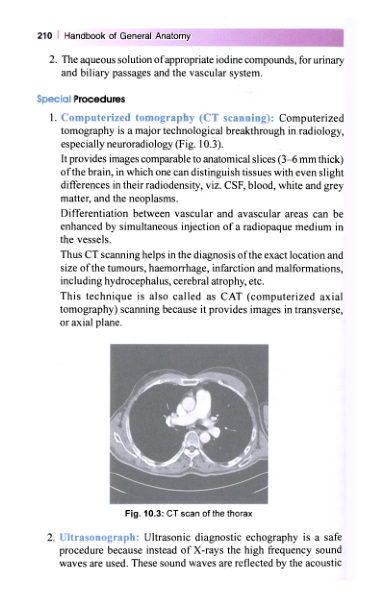 210 | Handbook of General Anatomy
2. The aqueous solution of appropriate iodine compounds, for urinary
and biliary passages and the vascular system.
Special Procedures
1. Computerized tomography (CT scanning): Computerized
tomography is a major technological breakthrough in radiology,
especially neuroradiology (Fig. 10.3).
It provides images comparable to anatomical slices (3–6 mm thick)
of the brain, in which one can distinguish tissues with even slight
differences in their radiodensity, viz. CSF, blood, white and grey
matter, and the neoplasms.
Differentiation between vascular and avascular areas can be
enhanced by simultaneous injection of a radiopaque medium in
the vessels.
Thus CT scanning helps in the diagnosis of the exact location and
size of the tumours, haemorrhage, infarction and malformations,
including hydrocephalus, cerebral atrophy, etc.
This technique is also called as CAT (computerized axial
tomography) scanning because it provides images in transverse,
or axial plane.
Fig. 10.3: CT scan of the thorax
2. Ultrasonograph: Ultrasonic diagnostic echography is a safe
procedure because instead of X-rays the high frequency sound
waves are used. These sound waves are reflected by the acoustic